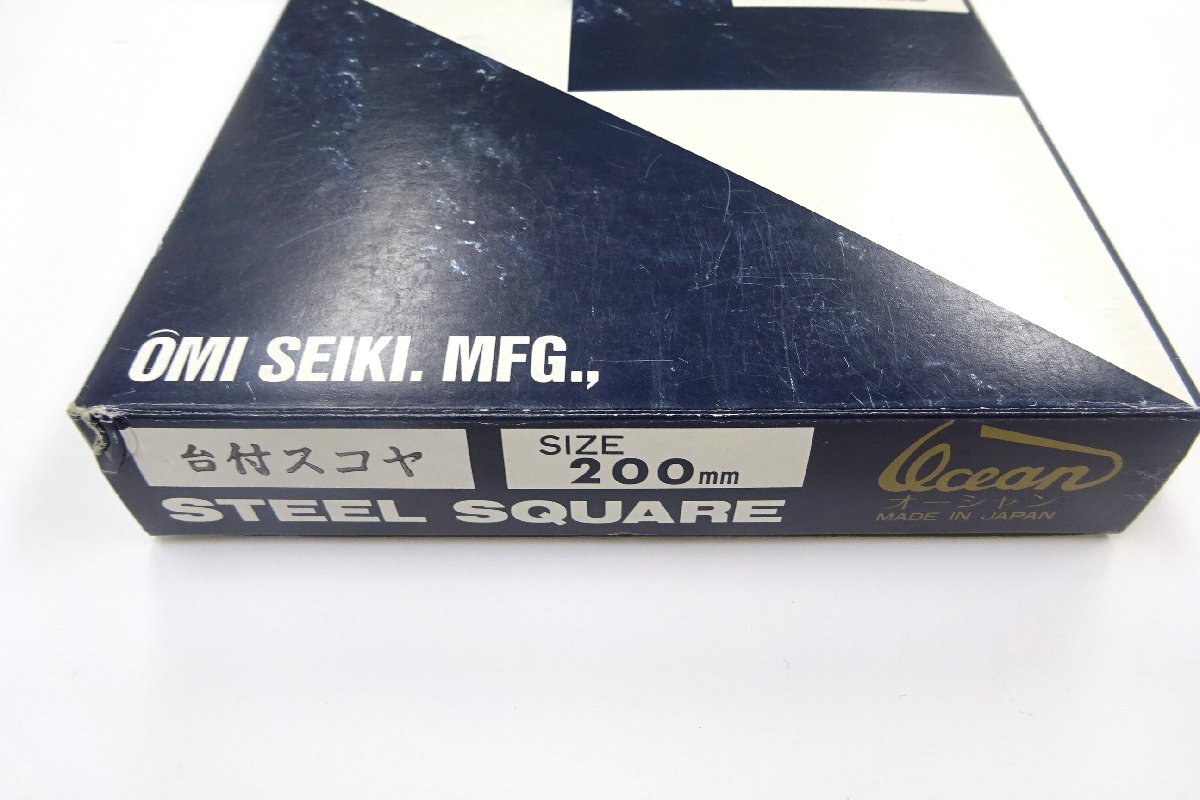 ÔMI SEIKI. MFG.,
台付スコヤ
SIZE
200mm
STEEL SQUARE
Ocean
オーシャン
MADE IN JAPAN